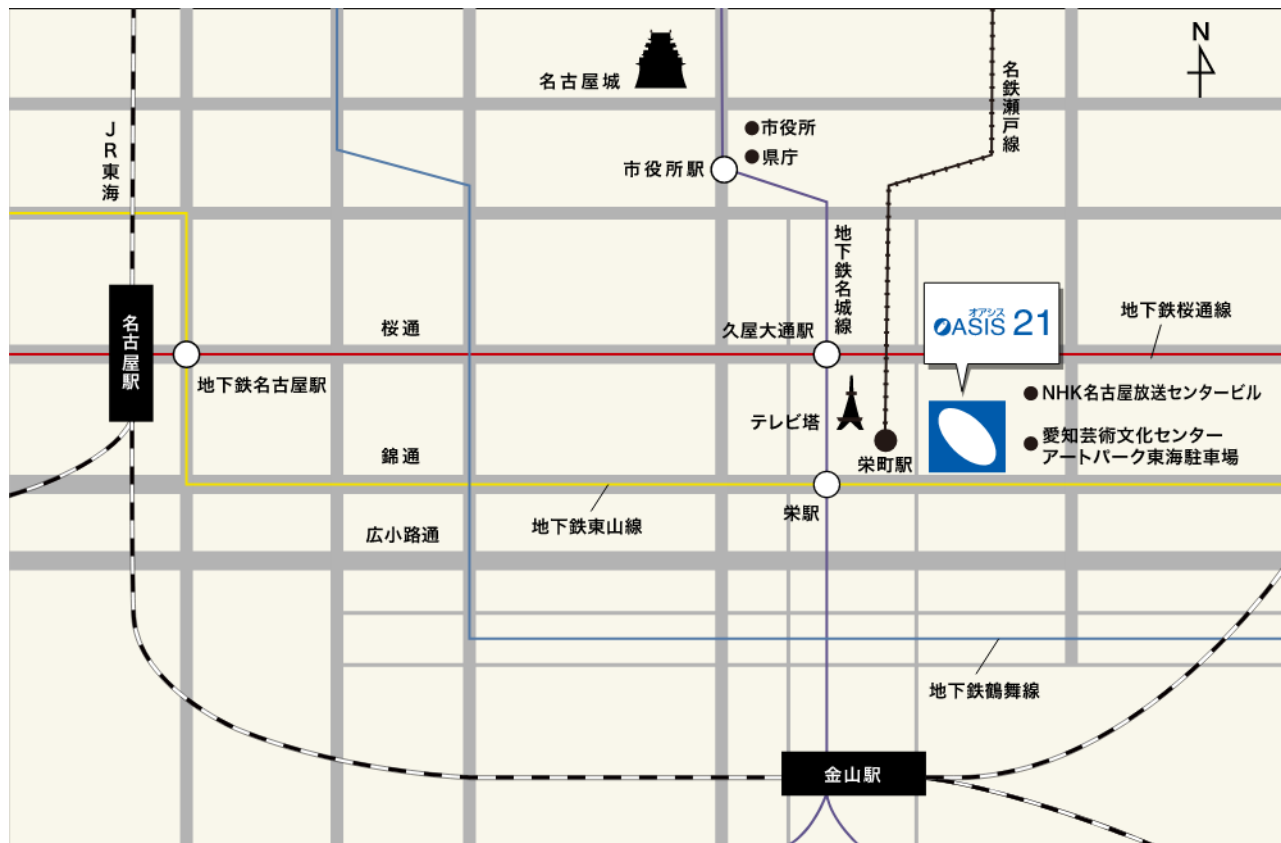 N
名古屋城
名鉄瀬戸線
JR東海
市役所
県庁
市役所駅
地下鉄名城線
オアシス
OASIS 21
名古屋駅
桜通
久屋大通駅
地下鉄桜通線
地下鉄名古屋駅
NHK名古屋放送センタービル
テレビ塔
愛知芸術文化センター
アートパーク東海駐車場
錦通
栄町駅
栄駅
地下鉄東山線
広小路通
地下鉄鶴舞線
金山駅